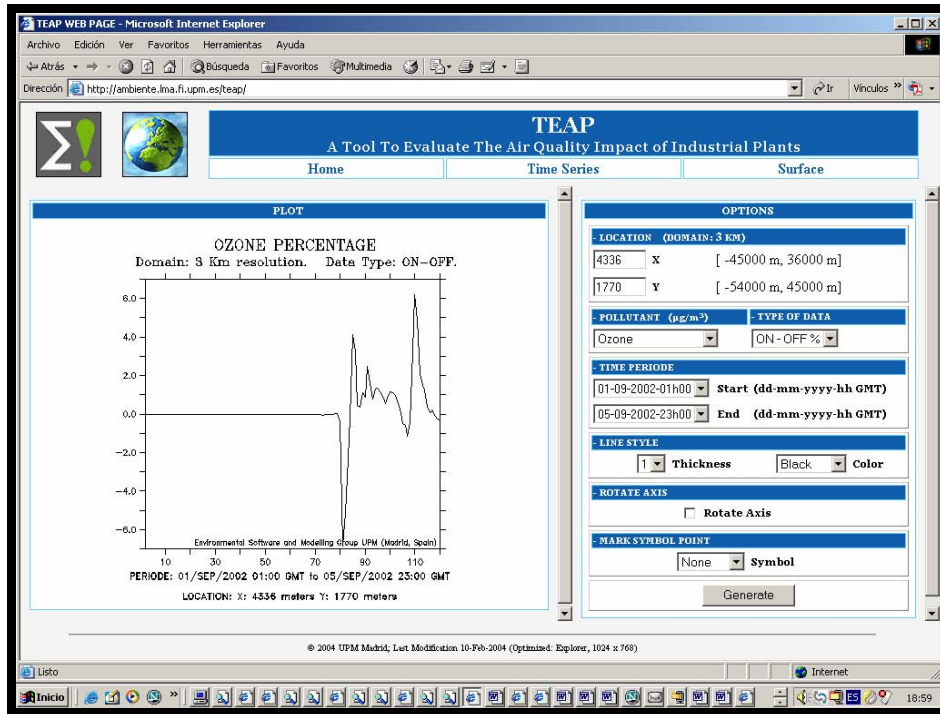 TEAP WEB PAGE - Microsoft Internet Explorer
Archivo Edición Ver Favoritos Herramientas Ayuda
Atrás Búsqueda Favoritos Multimedia
Dirección http://ambiente.lma.fi.upm.es/teap/ Ir Vínculos »
Σ!
TEAP
A Tool To Evaluate The Air Quality Impact of Industrial Plants
Home Time Series Surface
PLOT
OZONE PERCENTAGE
Domain: 3 Km resolution. Data Type: ON-OFF.
6.0
4.0
2.0
0.0
-2.0
-4.0
-6.0
Environmental Software and Modelling Group UPM (Madrid, Spain)
10 30 50 70 90 110
PERIODE: 01/SEP/2002 01:00 GMT to 05/SEP/2002 23:00 GMT
LOCATION: X: 4336 meters Y: 1770 meters
OPTIONS
- LOCATION (DOMAIN: 3 KM)
4336 X [ -45000 m, 36000 m]
1770 Y [ -54000 m, 45000 m]
- POLLUTANT (µg/m³) - TYPE OF DATA
Ozone ON - OFF %
- TIME PERIODE
01-09-2002-01h00 Start (dd-mm-yyyy-hh GMT)
05-09-2002-23h00 End (dd-mm-yyyy-hh GMT)
- LINE STYLE
1 Thickness Black Color
- ROTATE AXIS
Rotate Axis
- MARK SYMBOL POINT
None Symbol
Generate
© 2004 UPM Madrid; Last Modification 10-Feb-2004 (Optimized: Explorer, 1024 x 768)
Listo Internet
Inicio » ES 18:59